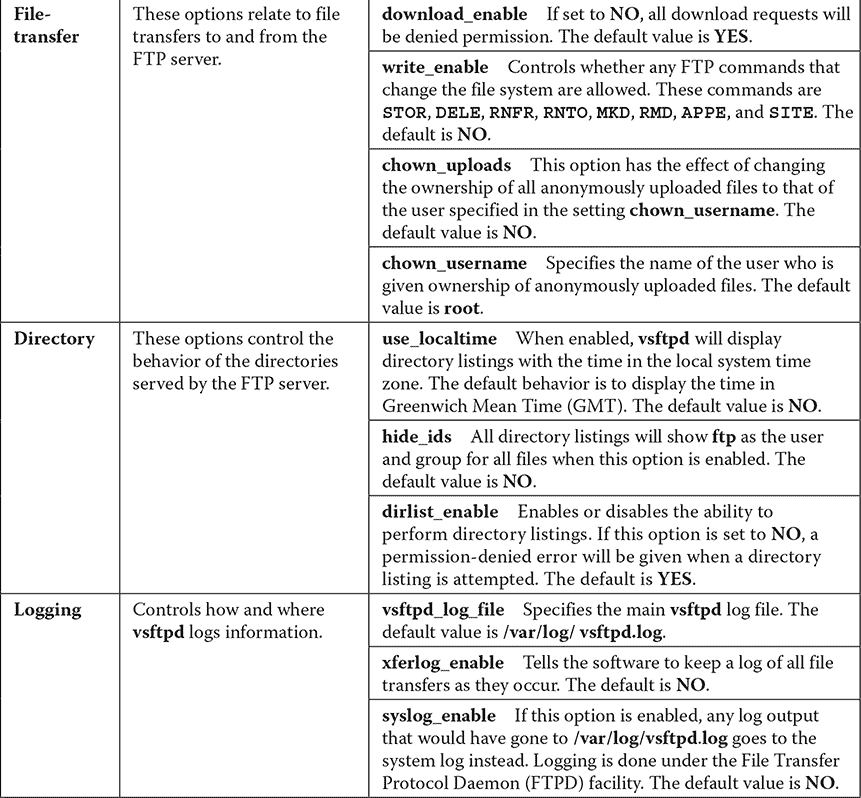 File-
transfer
These options relate to file
transfers to and from the
FTP server.
download_enable If set to NO, all download requests will
be denied permission. The default value is YES.
write_enable Controls whether any FTP commands that
change the file system are allowed. These commands are
STOR, DELE, RNFR, RNTO, MKD, RMD, APPE, and SITE. The
default is NO.
chown_uploads This option has the effect of changing
the ownership of all anonymously uploaded files to that of
the user specified in the setting chown_username. The
default value is NO.
chown_username Specifies the name of the user who is
given ownership of anonymously uploaded files. The default
value is root.
Directory
These options control the
behavior of the directories
served by the FTP server.
use_localtime When enabled, vsftpd will display
directory listings with the time in the local system time
zone. The default behavior is to display the time in
Greenwich Mean Time (GMT). The default value is NO.
hide_ids All directory listings will show ftp as the user
and group for all files when this option is enabled. The
default value is NO.
dirlist_enable Enables or disables the ability to
perform directory listings. If this option is set to NO, a
permission-denied error will be given when a directory
listing is attempted. The default is YES.
Logging
Controls how and where
vsftpd logs information.
vsftpd_log_file Specifies the main vsftpd log file. The
default value is /var/log/ vsftpd.log.
xferlog_enable Tells the software to keep a log of all file
transfers as they occur. The default is NO.
syslog_enable If this option is enabled, any log output
that would have gone to /var/log/vsftpd.log goes to the
system log instead. Logging is done under the File Transfer
Protocol Daemon (FTPD) facility. The default value is NO.